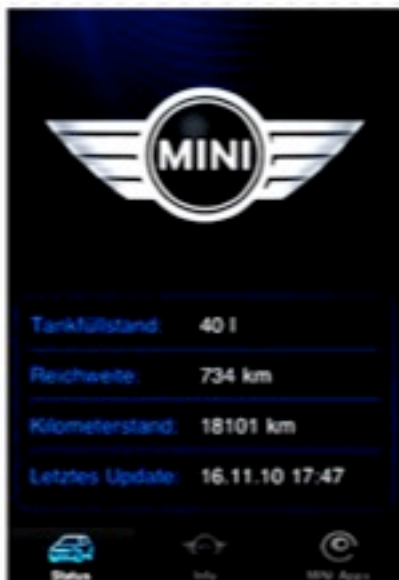 MINI
Tankfüllstand: 40 l
Reichweite: 734 km
Kilometerstand: 18101 km
Letztes Update: 16.11.10 17:47
Status Info MINI Apps